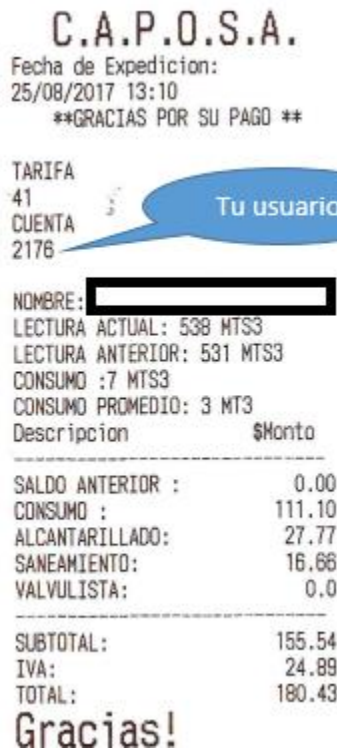 C.A.P.O.S.A.
Fecha de Expedicion:
25/08/2017 13:10
**GRACIAS POR SU PAGO **
TARIFA
41
Tu usuario
CUENTA
2176
NOMBRE:
LECTURA ACTUAL: 538 MTS3
LECTURA ANTERIOR: 531 MTS3
CONSUMO :7 MTS3
CONSUMO PROMEDIO: 3 MT3
Descripcion $Monto
SALDO ANTERIOR : 0.00
CONSUMO : 111.10
ALCANTARILLADO: 27.77
SANEAMIENTO: 16.66
VALVULISTA: 0.0
SUBTOTAL: 155.54
IVA: 24.89
TOTAL: 180.43
Gracias!